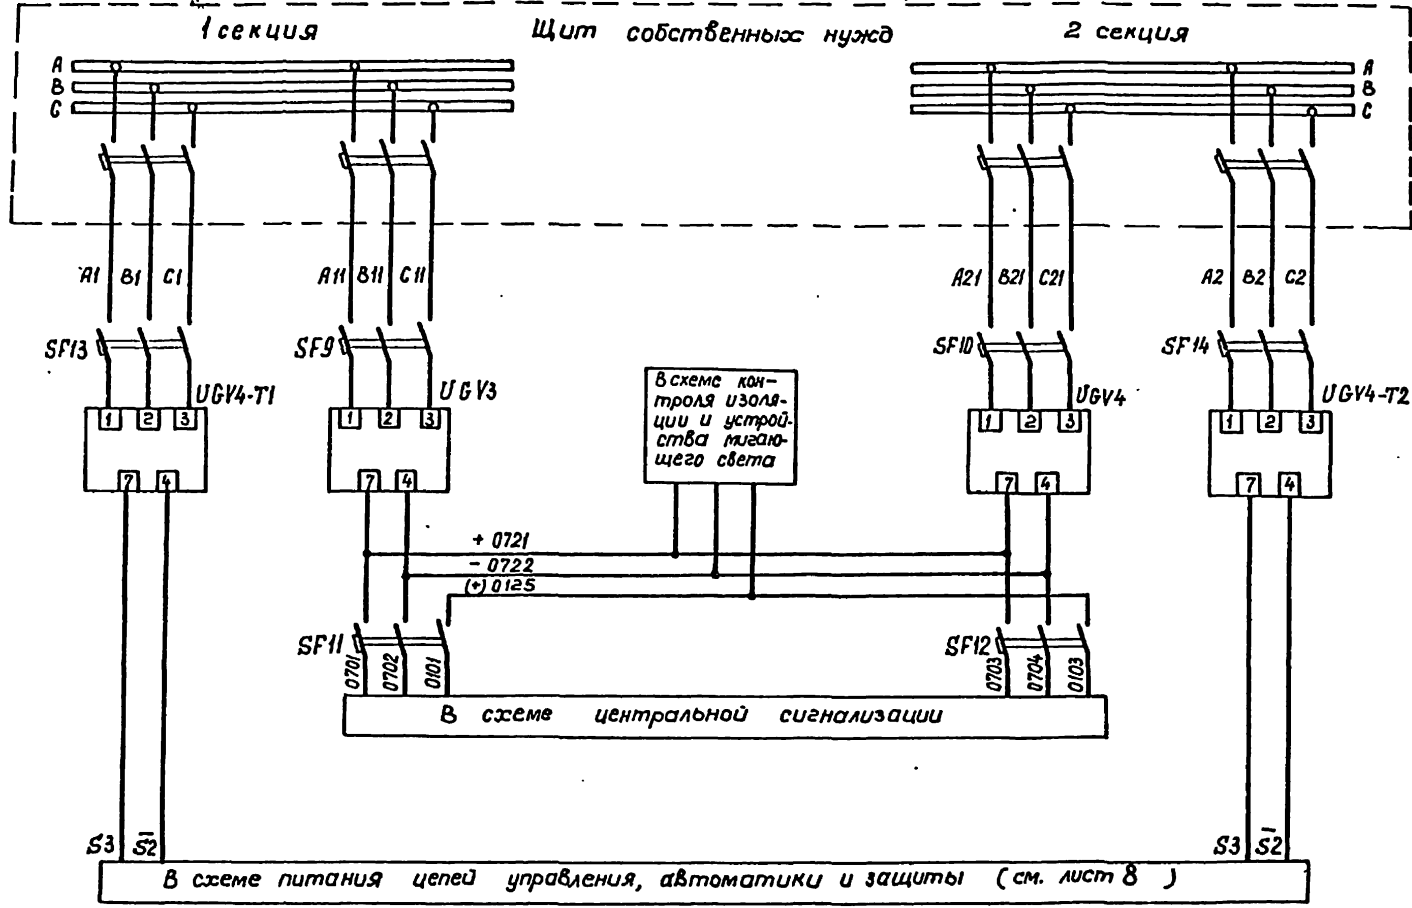 1 секция Щит собственных нужд 2 секция
A A
B B
C C
A1 B1 C1 A11 B11 C11 A21 B21 C21 A2 B2 C2
SF13 SF9 SF10 SF14
UGV4-T1 UGV3 UGV4 UGV4-T2
1 2 3 1 2 3 1 2 3 1 2 3
7 4 7 4 7 4 7 4
В схеме кон-
троля изоля-
ции и устрой-
ства мигаю-
щего света
+ 0721
- 0722
(+) 0125
SF11 SF12
0701 0702 0101 0703 0704 0103
В схеме центральной сигнализации
S3 S2 S3 S2
В схеме питания цепей управления, автоматики и защиты (см. лист 8)